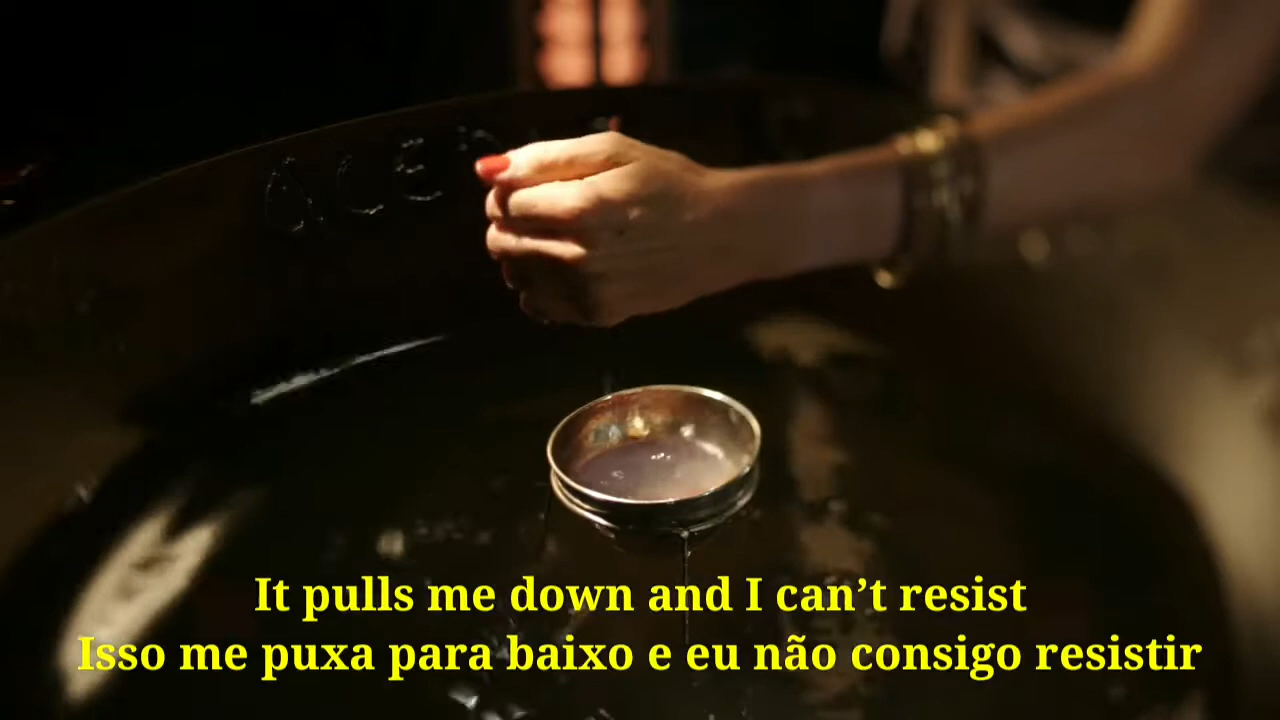 It pulls me down and I can’t resist
Isso me puxa para baixo e eu não consigo resistir